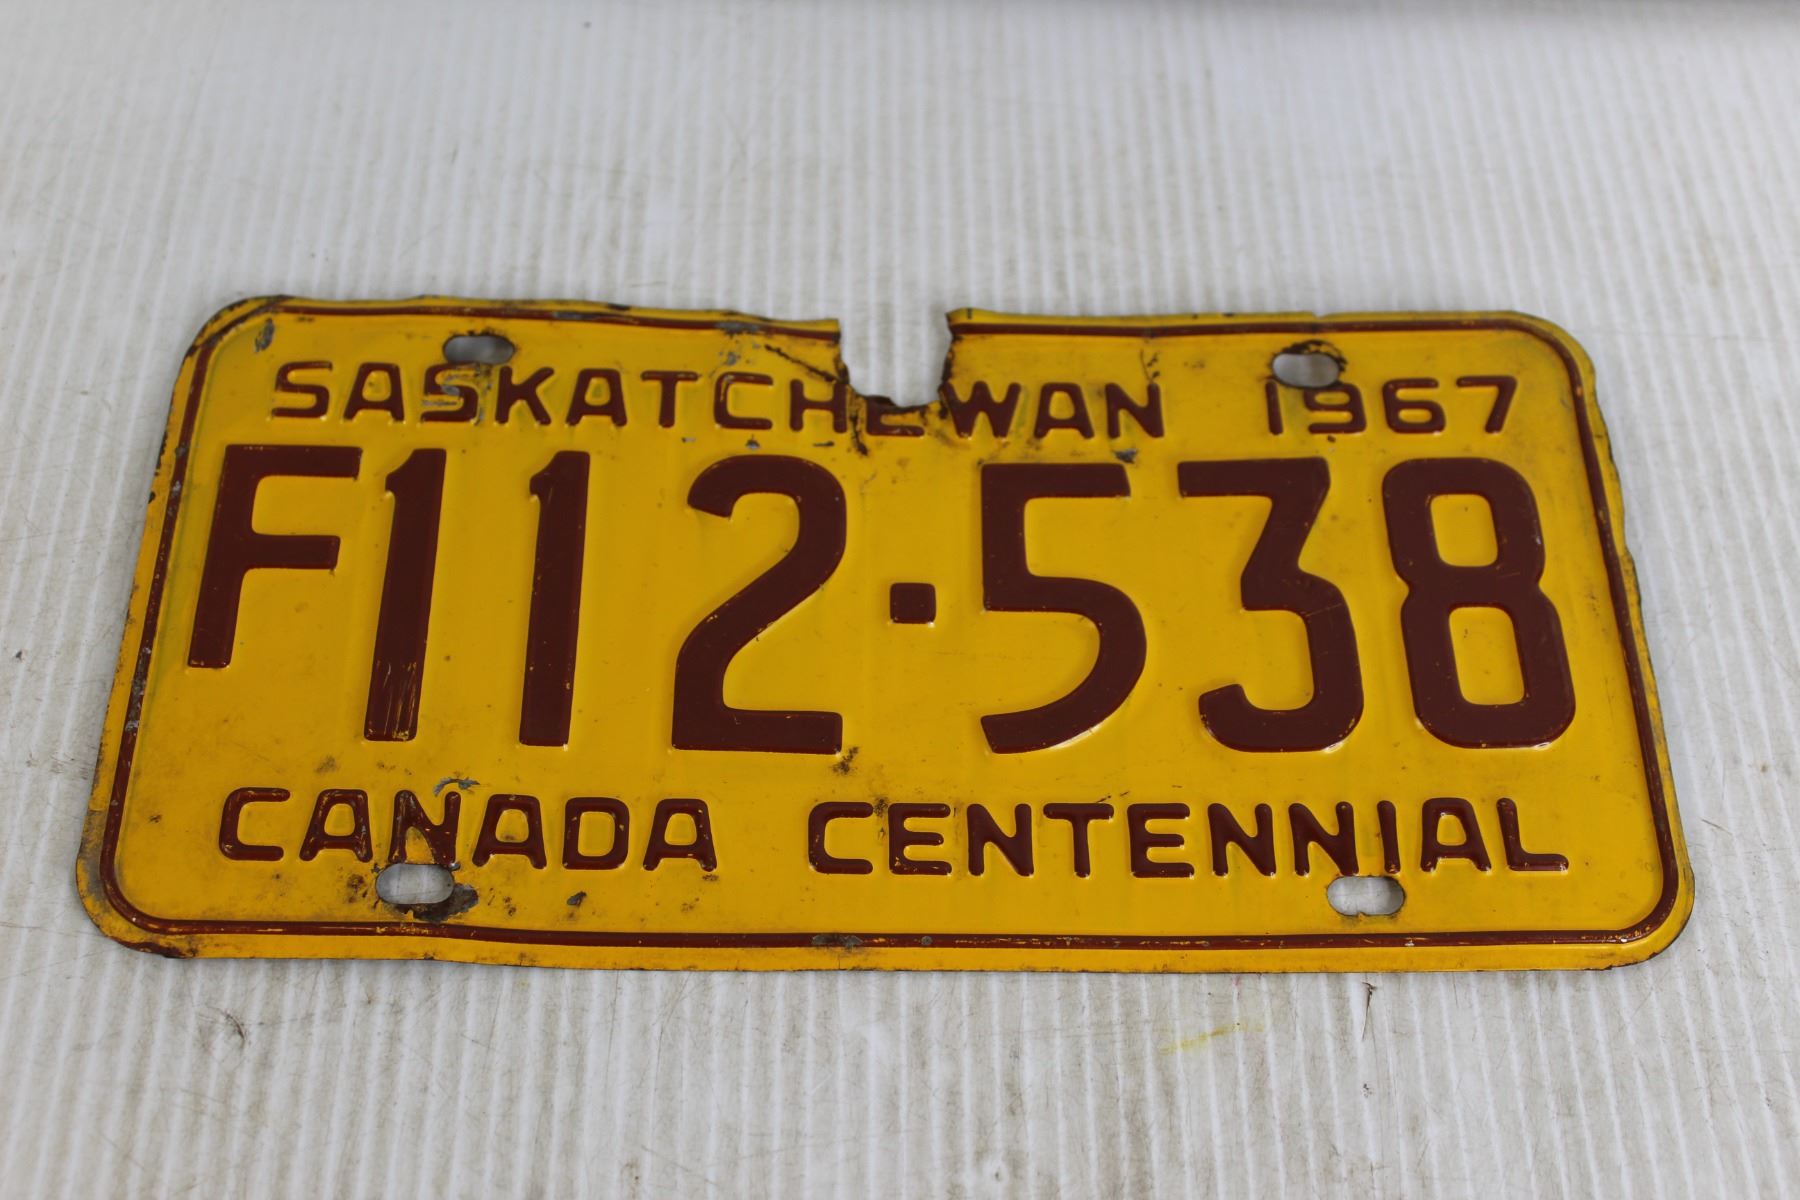 SASKATCHEWAN 1967
F112·538
CANADA CENTENNIAL